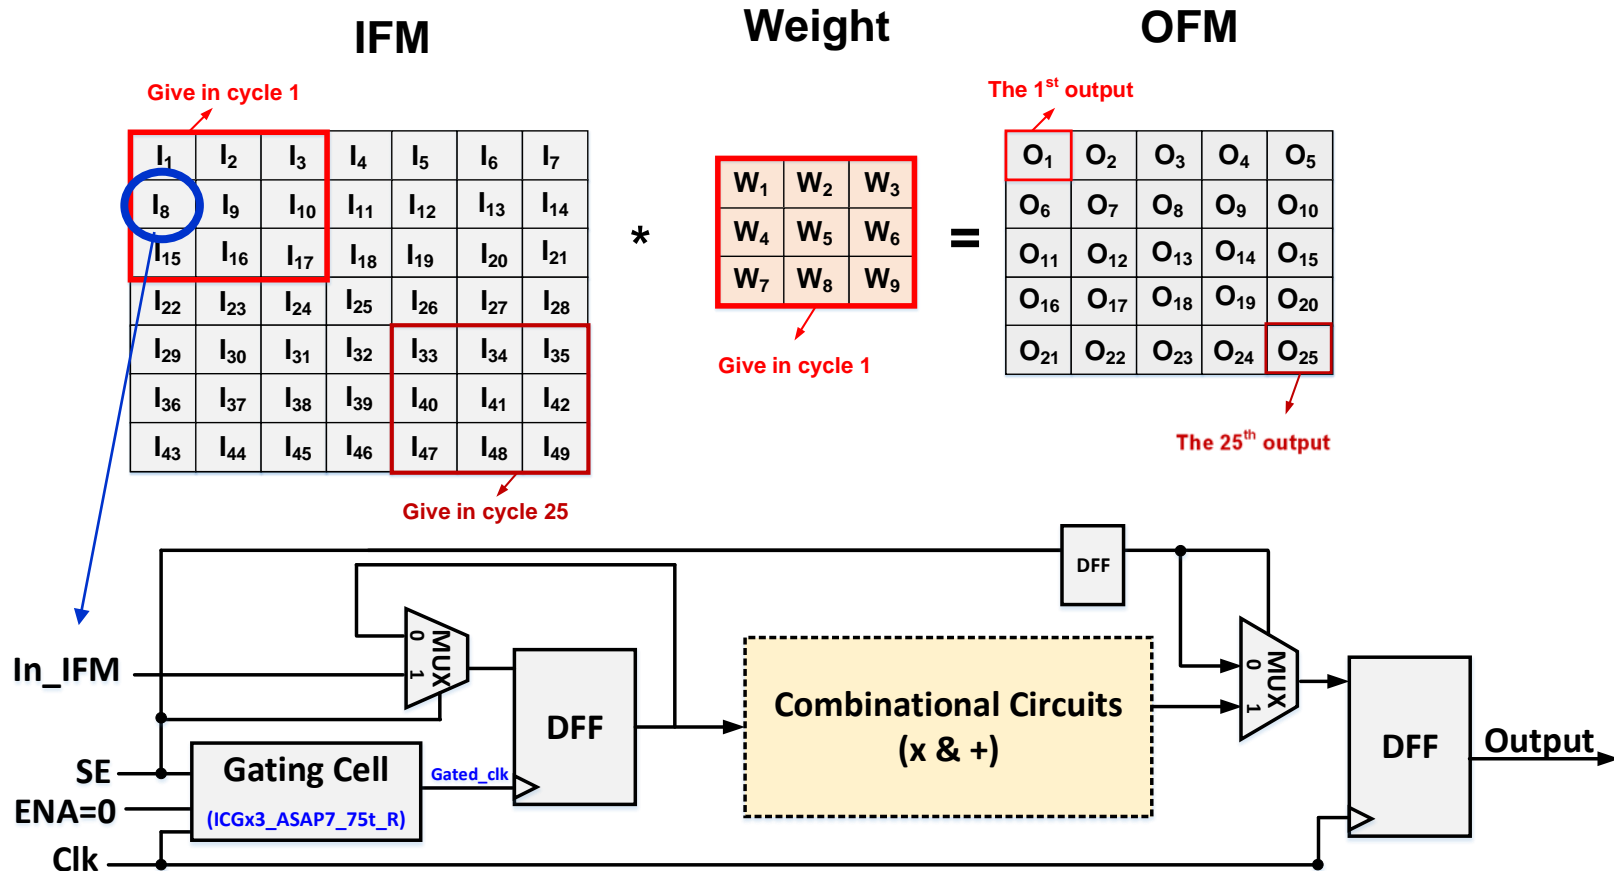 IFM Weight OFM
Give in cycle 1
The 1st output
I1 I2 I3 I4 I5 I6 I7
I8 I9 I10 I11 I12 I13 I14
I15 I16 I17 I18 I19 I20 I21
I22 I23 I24 I25 I26 I27 I28
I29 I30 I31 I32 I33 I34 I35
I36 I37 I38 I39 I40 I41 I42
I43 I44 I45 I46 I47 I48 I49
Give in cycle 25
*
W1 W2 W3
W4 W5 W6
W7 W8 W9
Give in cycle 1
=
O1 O2 O3 O4 O5
O6 O7 O8 O9 O10
O11 O12 O13 O14 O15
O16 O17 O18 O19 O20
O21 O22 O23 O24 O25
The 25th output
DFF
In_IFM
0
1
MUX
DFF
Combinational Circuits
(x & +)
0
1
MUX
DFF
Output
SE
ENA=0
Clk
Gating Cell
(ICGx3_ASAP7_75t_R)
Gated_clk